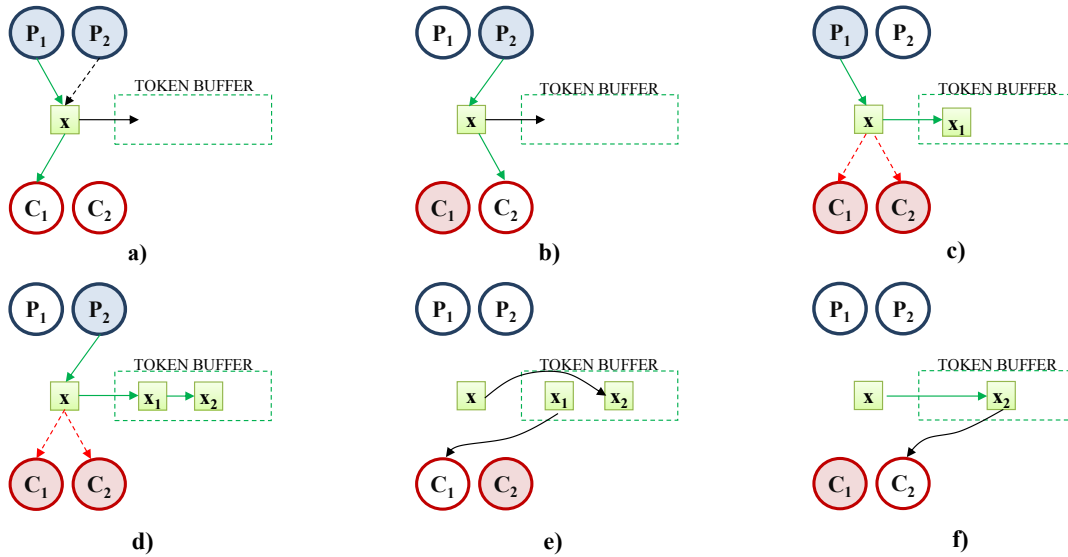 P1 P2
TOKEN BUFFER
x
C1 C2
a)
P1 P2
TOKEN BUFFER
x
C1 C2
b)
P1 P2
TOKEN BUFFER
x x1
C1 C2
c)
P1 P2
TOKEN BUFFER
x x1 x2
C1 C2
d)
P1 P2
TOKEN BUFFER
x x1 x2
C1 C2
e)
P1 P2
TOKEN BUFFER
x x2
C1 C2
f)